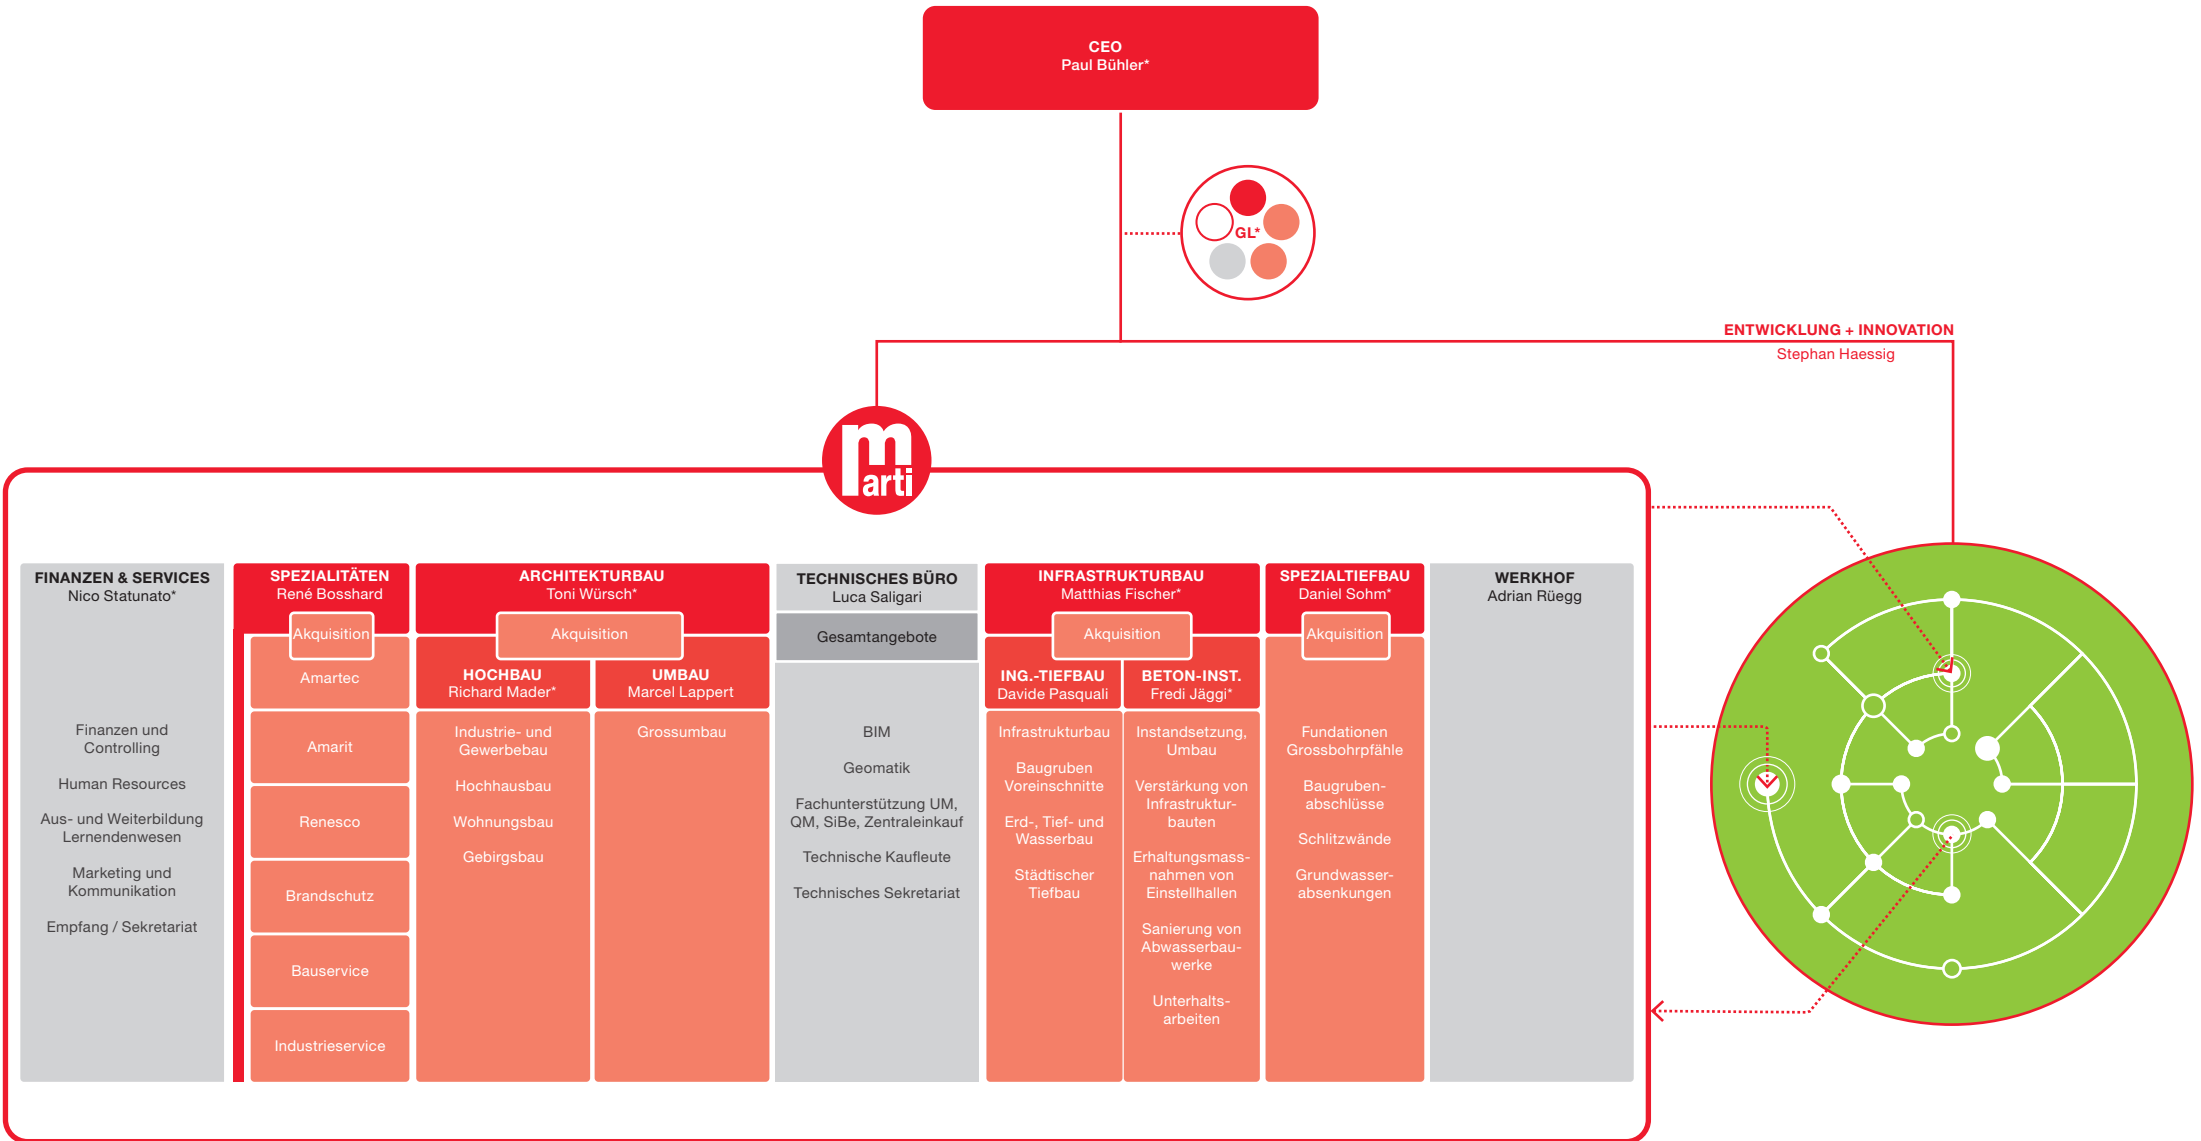 CEO
Paul Bühler*
GL*
ENTWICKLUNG + INNOVATION
Stephan Haessig
marti
FINANZEN & SERVICES
Nico Statunato*
Finanzen und
Controlling
Human Resources
Aus- und Weiterbildung
Lernendenwesen
Marketing und
Kommunikation
Empfang / Sekretariat
SPEZIALITÄTEN
René Bosshard
Akquisition
Amartec
Amarit
Renesco
Brandschutz
Bauservice
Industrieservice
ARCHITEKTURBAU
Toni Würsch*
Akquisition
HOCHBAU
Richard Mader*
Industrie- und
Gewerbebau
Hochhausbau
Wohnungsbau
Gebirgsbau
UMBAU
Marcel Lappert
Grossumbau
TECHNISCHES BÜRO
Luca Saligari
Gesamtangebote
BIM
Geomatik
Fachunterstützung UM,
QM, SiBe, Zentraleinkauf
Technische Kaufleute
Technisches Sekretariat
INFRASTRUKTURBAU
Matthias Fischer*
Akquisition
ING.-TIEFBAU
Davide Pasquali
Infrastrukturbau
Baugruben
Voreinschnitte
Erd-, Tief- und
Wasserbau
Städtischer
Tiefbau
BETON-INST.
Fredi Jäggi*
Instandsetzung,
Umbau
Verstärkung von
Infrastruktur-
bauten
Erhaltungsmass-
nahmen von
Einstellhallen
Sanierung von
Abwasserbau-
werke
Unterhalts-
arbeiten
SPEZIALTIEFBAU
Daniel Sohm*
Akquisition
Fundationen
Grossbohrpfähle
Baugruben-
abschlüsse
Schlitzwände
Grundwasser-
absenkungen
WERKHOF
Adrian Rüegg